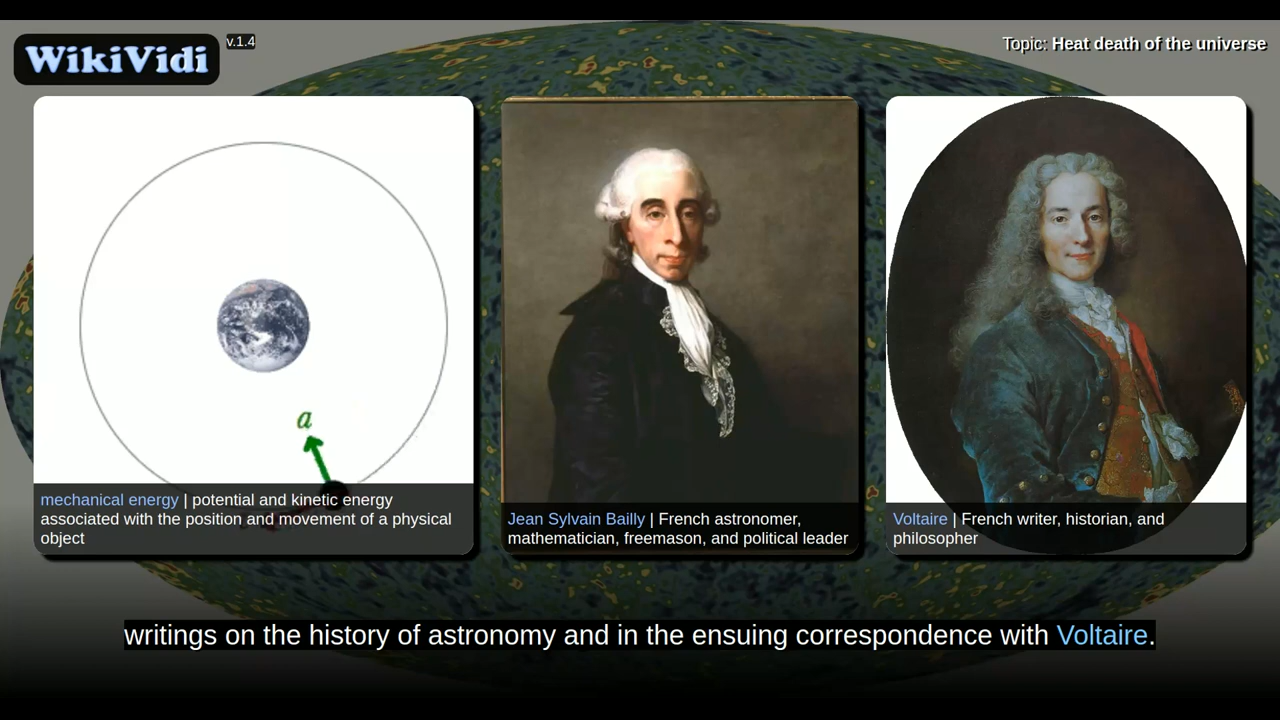 WikiVidi
v.1.4
Topic: Heat death of the universe
a
mechanical energy | potential and kinetic energy
associated with the position and movement of a physical
object
Jean Sylvain Bailly | French astronomer,
mathematician, freemason, and political leader
Voltaire | French writer, historian, and
philosopher
writings on the history of astronomy and in the ensuing correspondence with Voltaire.